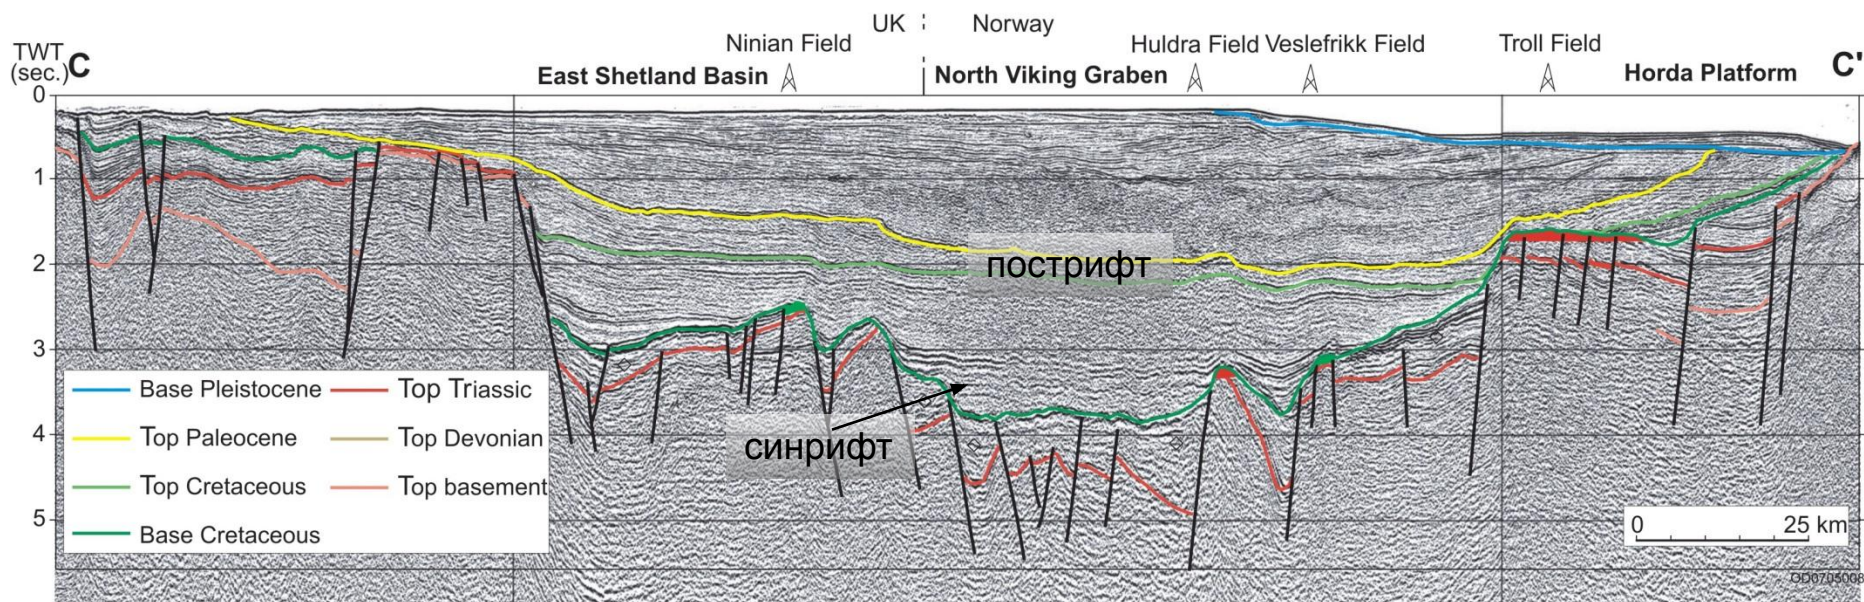 UK Norway
Ninian Field Huldra Field Veslefrikk Field Troll Field
TWT
(sec.) C East Shetland Basin North Viking Graben Horda Platform C'
0
1
2
пострифт
3
Base Pleistocene Top Triassic
4
Top Paleocene Top Devonian
синрифт
Top Cretaceous Top basement
5
0 25 km
Base Cretaceous
OD0705008